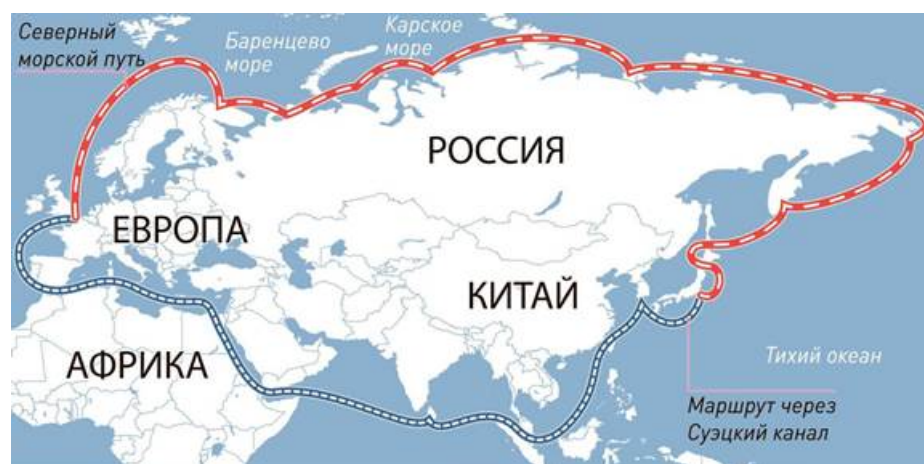 Северный
морской путь
Баренцево
море
Карское
море
РОССИЯ
ЕВРОПА
КИТАЙ
АФРИКА
Тихий океан
Маршрут через
Суэцкий канал